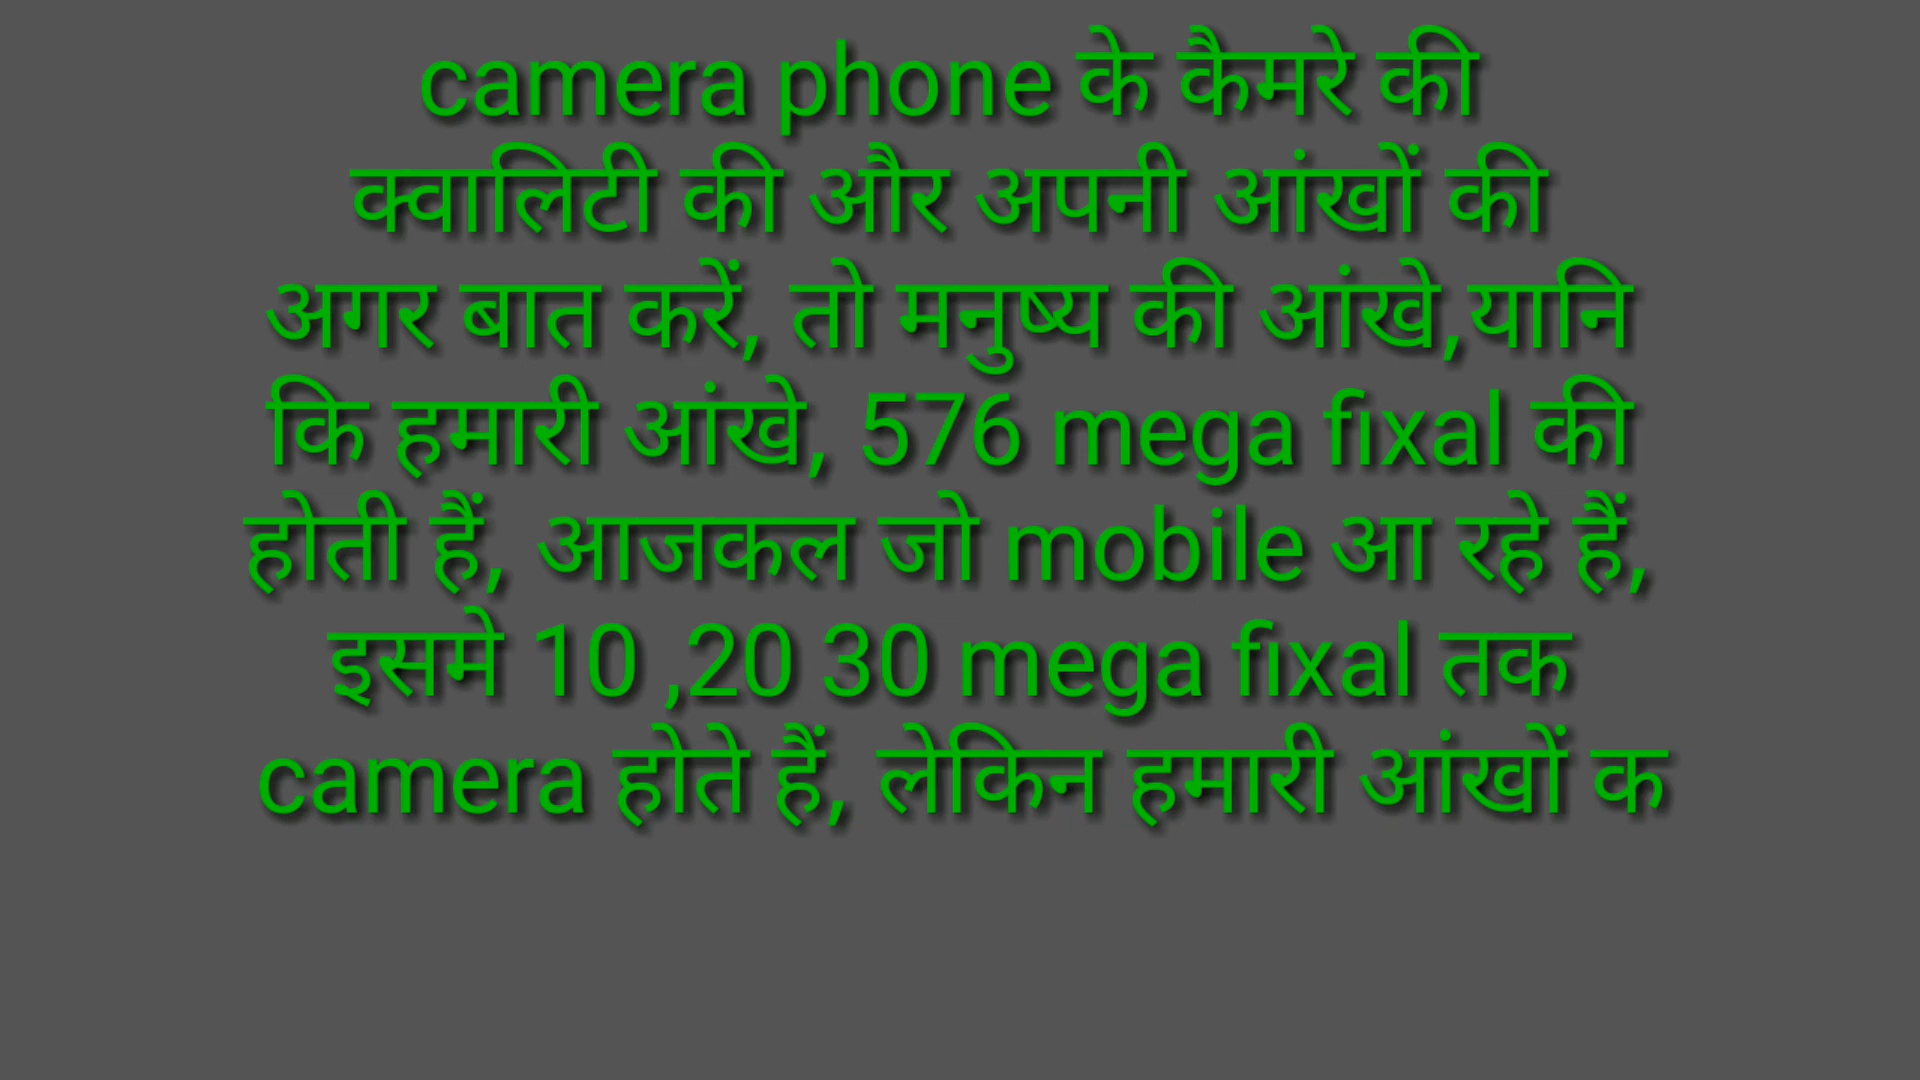 camera phone के कैमरे की
क्वालिटी की और अपनी आंखों की
अगर बात करें, तो मनुष्य की आंखे,यानि
कि हमारी आंखे, 576 mega fixal की
होती हैं, आजकल जो mobile आ रहे हैं,
इसमे 10 ,20 30 mega fixal तक
camera होते हैं, लेकिन हमारी आंखों क